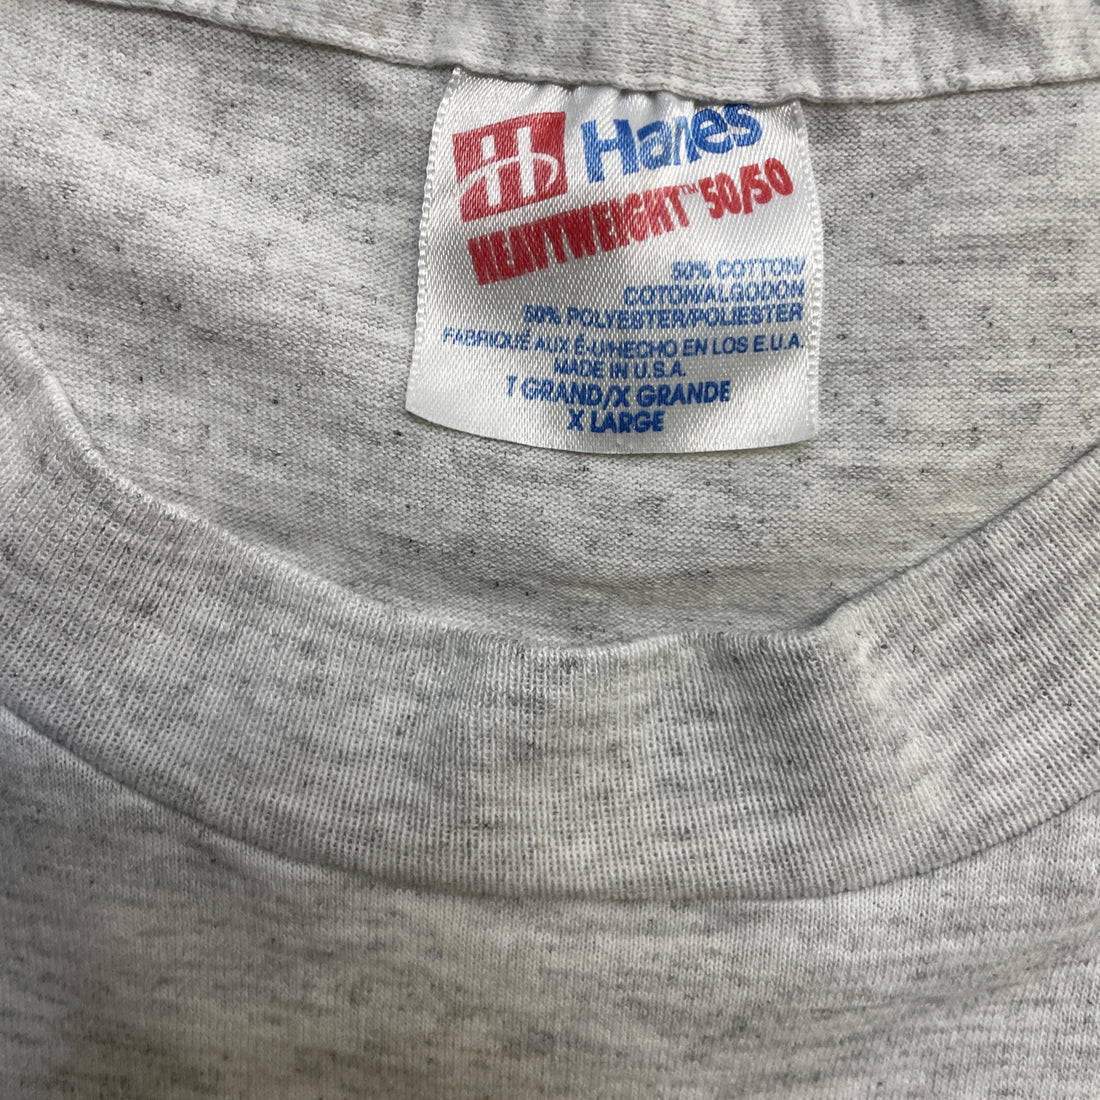 H Hanes
HEAVYWEIGHT™ 50/50
50% COTTON/
COTON/ALGODON
50% POLYESTER/POLIESTER
FABRIQUÉ AUX É-U/HECHO EN LOS E.U.A.
MADE IN U.S.A.
T GRAND/X GRANDE
X LARGE